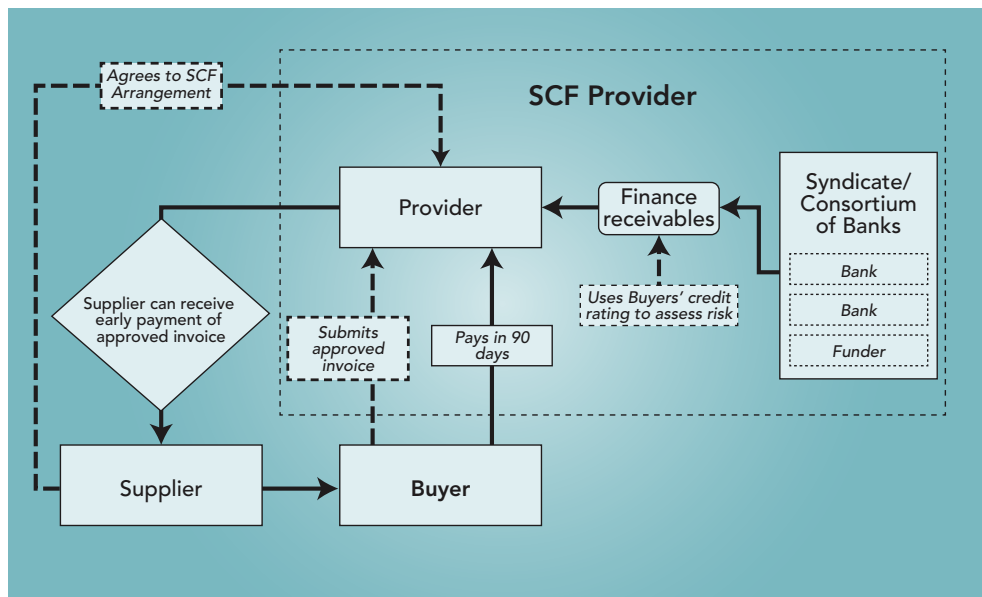 Agrees to SCF
Arrangement
SCF Provider
Provider
Finance
receivables
Syndicate/
Consortium
of Banks
Bank
Bank
Funder
Uses Buyers’ credit
rating to assess risk
Supplier can receive
early payment of
approved invoice
Submits
approved
invoice
Pays in 90
days
Supplier
Buyer